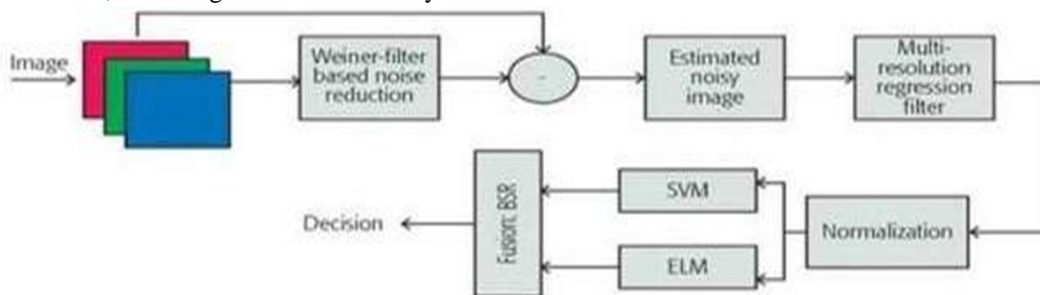 Image
Weiner-filter
based noise
reduction
-
Estimated
noisy
image
Multi-
resolution
regression
filter
Normalization
SVM
ELM
Fusion: BSR
Decision